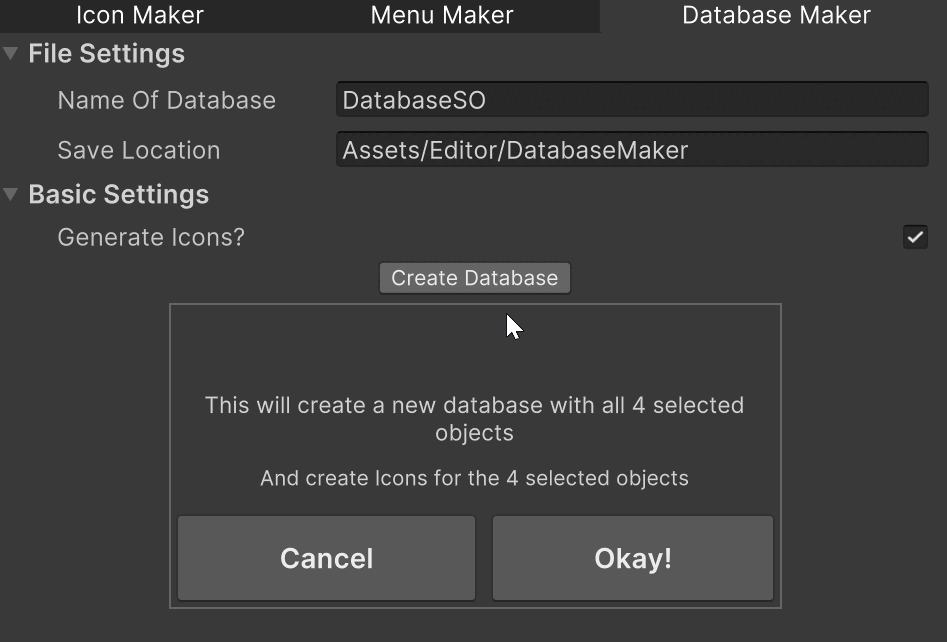 Icon Maker Menu Maker Database Maker
File Settings
Name Of Database DatabaseSO
Save Location Assets/Editor/DatabaseMaker
Basic Settings
Generate Icons?
Create Database
This will create a new database with all 4 selected
objects
And create Icons for the 4 selected objects
Cancel Okay!